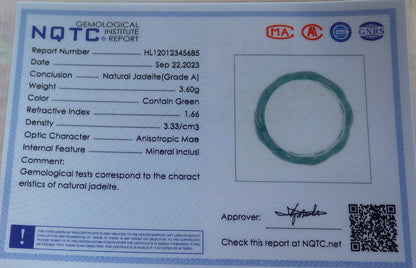 NQTC GEMOLOGICAL INSTITUTE REPORT
®
MA. GNRS
Report Number HL12012345685
Date Sep 22.2023
Conclusion Natural Jadeite(Grade A)
Weight 3.60g
Color Contain Green
Refractive Index 1.66
Density 3.33/cm3
Optic Character Anisotropic Mae
Internal Feature Mineral Inclusi
Comment:
Gemological tests correspond to the charact
eristics of natural jadeite.
Approver:
Check this report at NQTC.net